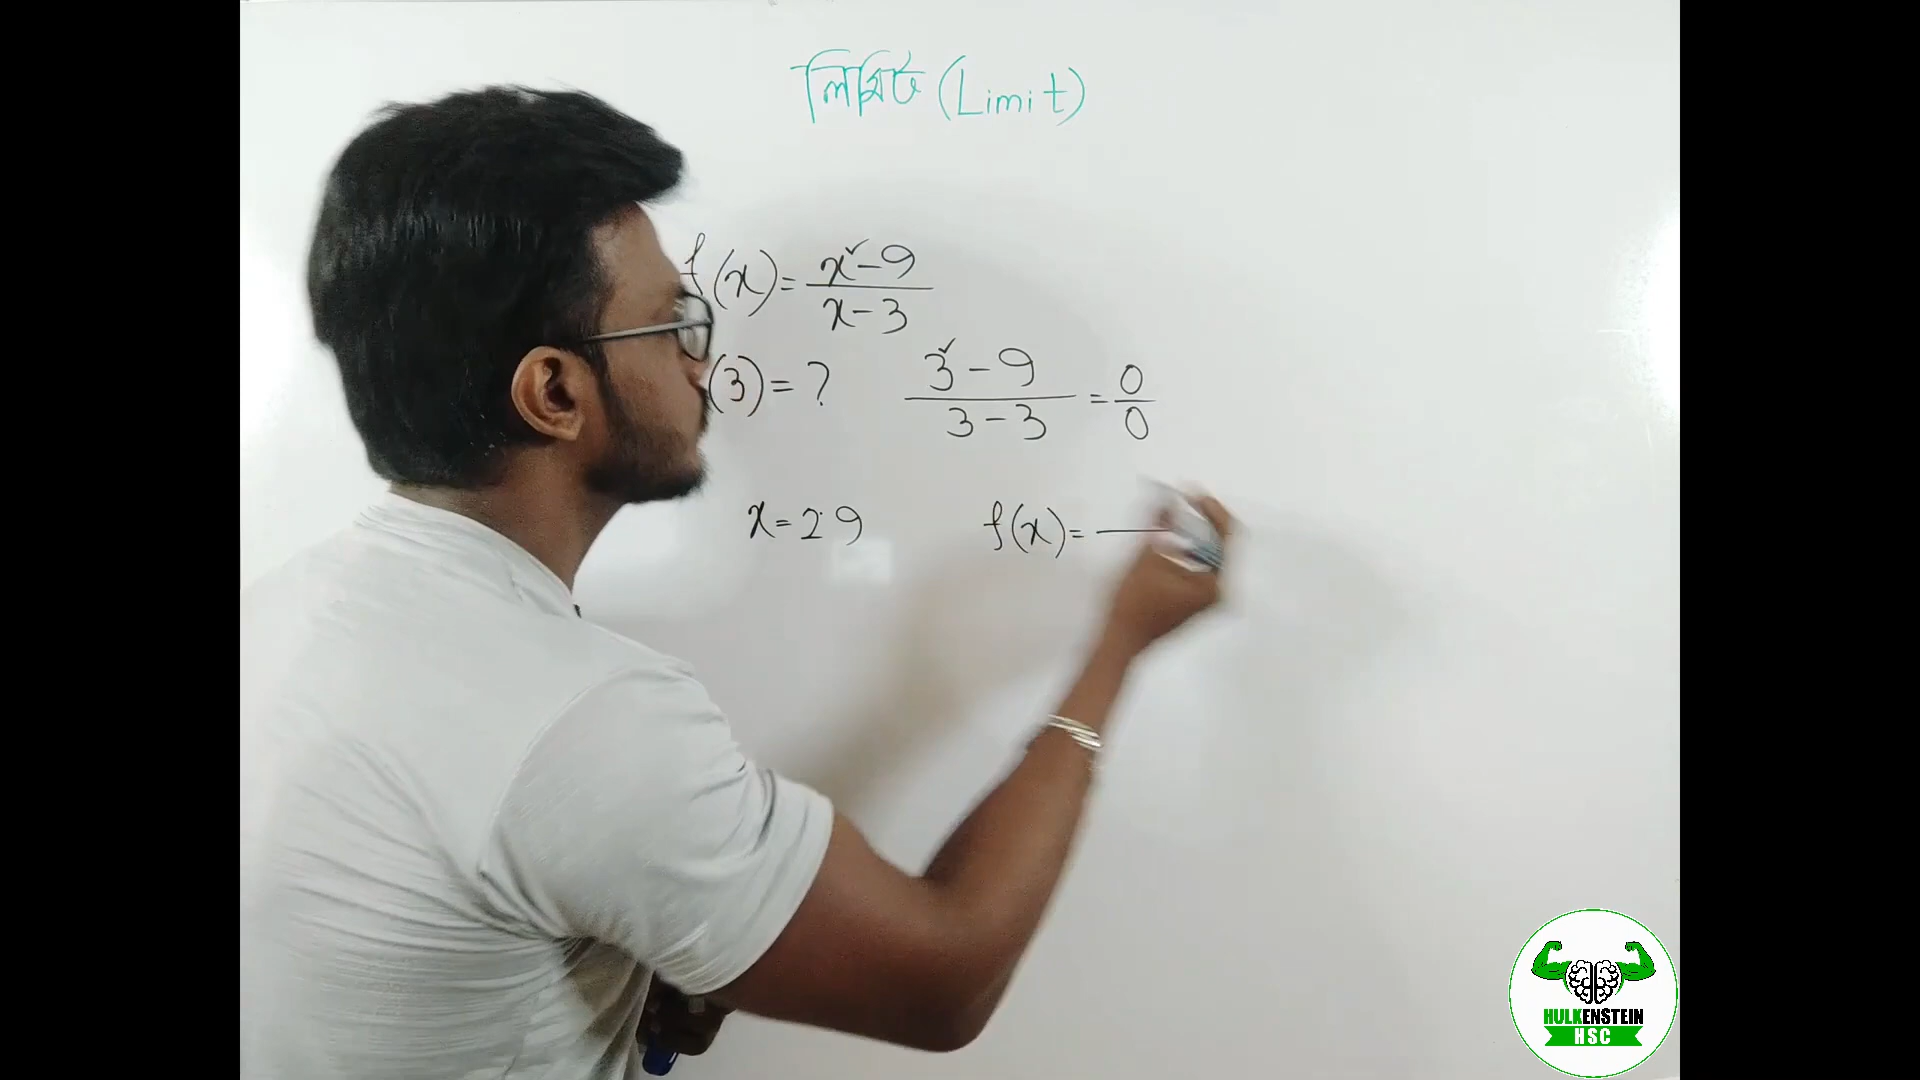 লিমিট (Limit)
f(x) = x²-9 / x-3
(3) = ? 3²-9 / 3-3 = 0/0
x = 2.9 f(x) =
HULKENSTEIN
HSC